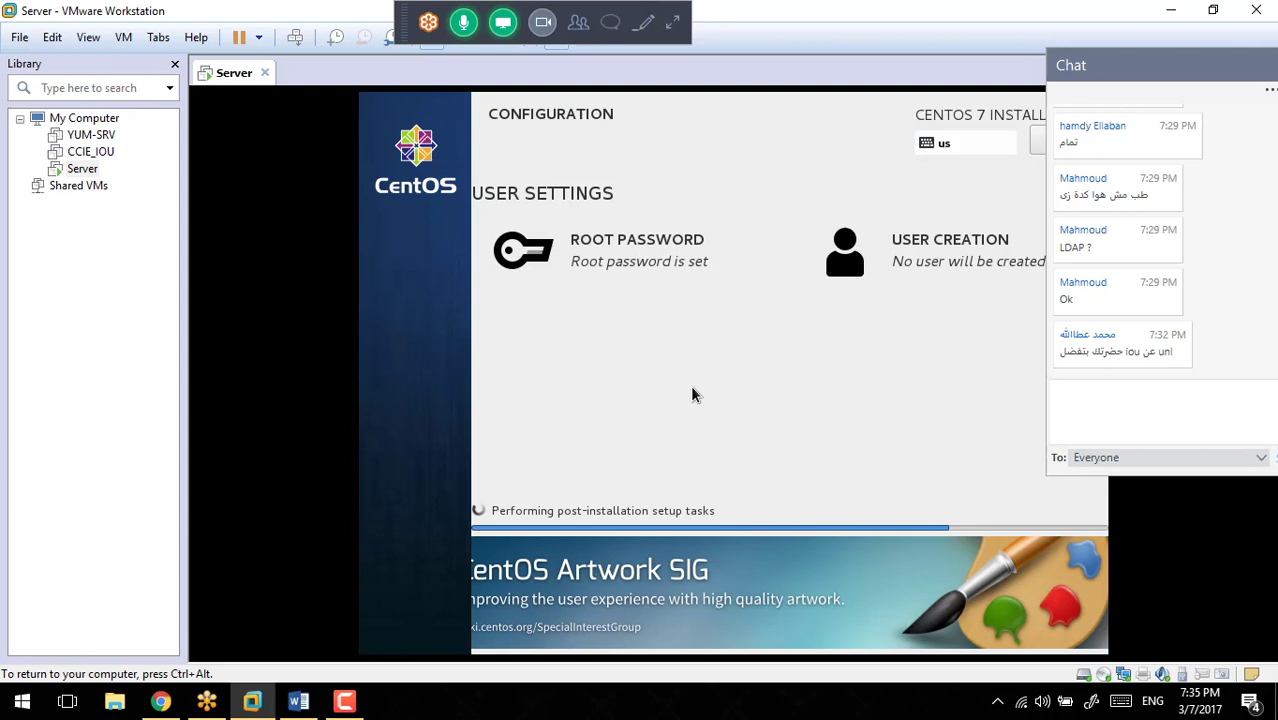 Server - VMware Workstation
File Edit View VM Tabs Help
Library
Type here to search
My Computer
YUM-SRV
CCIE_IOU
Server
Shared VMs
Server
CentOS
CONFIGURATION
CENTOS 7 INSTALL
us
USER SETTINGS
ROOT PASSWORD
Root password is set
USER CREATION
No user will be created
Performing post-installation setup tasks
CentOS Artwork SIG
mproving the user experience with high quality artwork.
ki.centos.org/SpecialInterestGroup
Chat
hamdy Ellaban 7:29 PM
تمام
Mahmoud 7:29 PM
طب مش هوا كدة زى
Mahmoud 7:29 PM
LDAP ?
Mahmoud 7:29 PM
Ok
محمد عطاالله 7:32 PM
حضرتك بتفضل iou عن unl
To: Everyone
To return to your computer, press Ctrl+Alt.
ENG
7:35 PM
3/7/2017
4